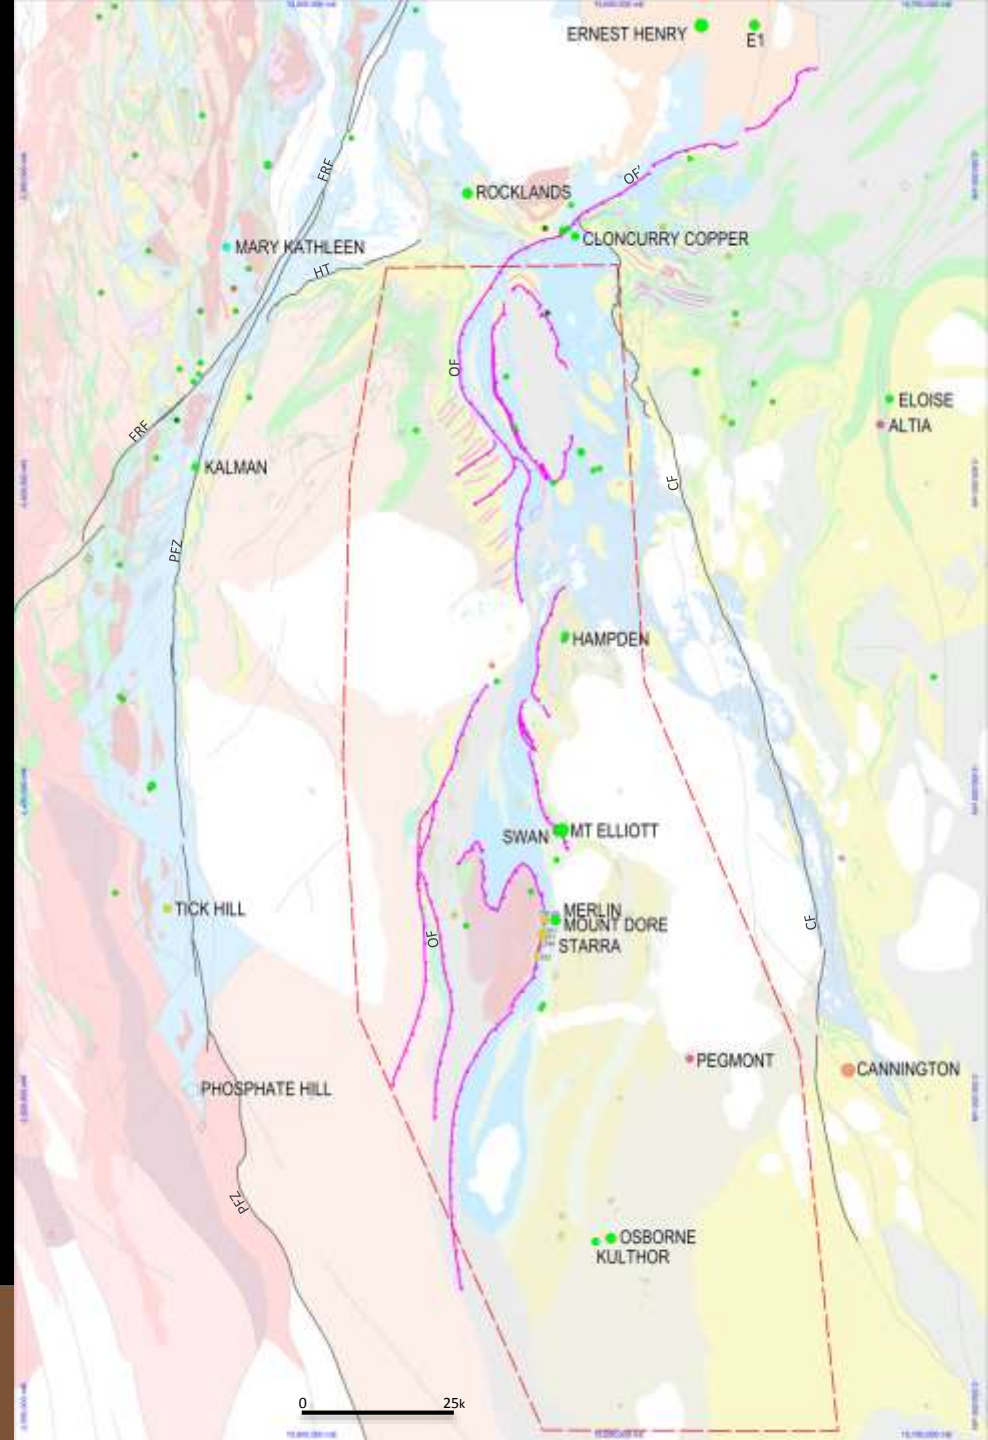 ERNEST HENRY
E1
FRF
OF'
ROCKLANDS
CLONCURRY COPPER
MARY KATHLEEN
HT
OF
ELOISE
ALTIA
FRF
KALMAN
CF
PFZ
HAMPDEN
SWAN
MT ELLIOTT
TICK HILL
MERLIN
MOUNT DORE
STARRA
CF
OF
PEGMONT
CANNINGTON
PHOSPHATE HILL
PFZ
OSBORNE
KULTHOR
0 25k